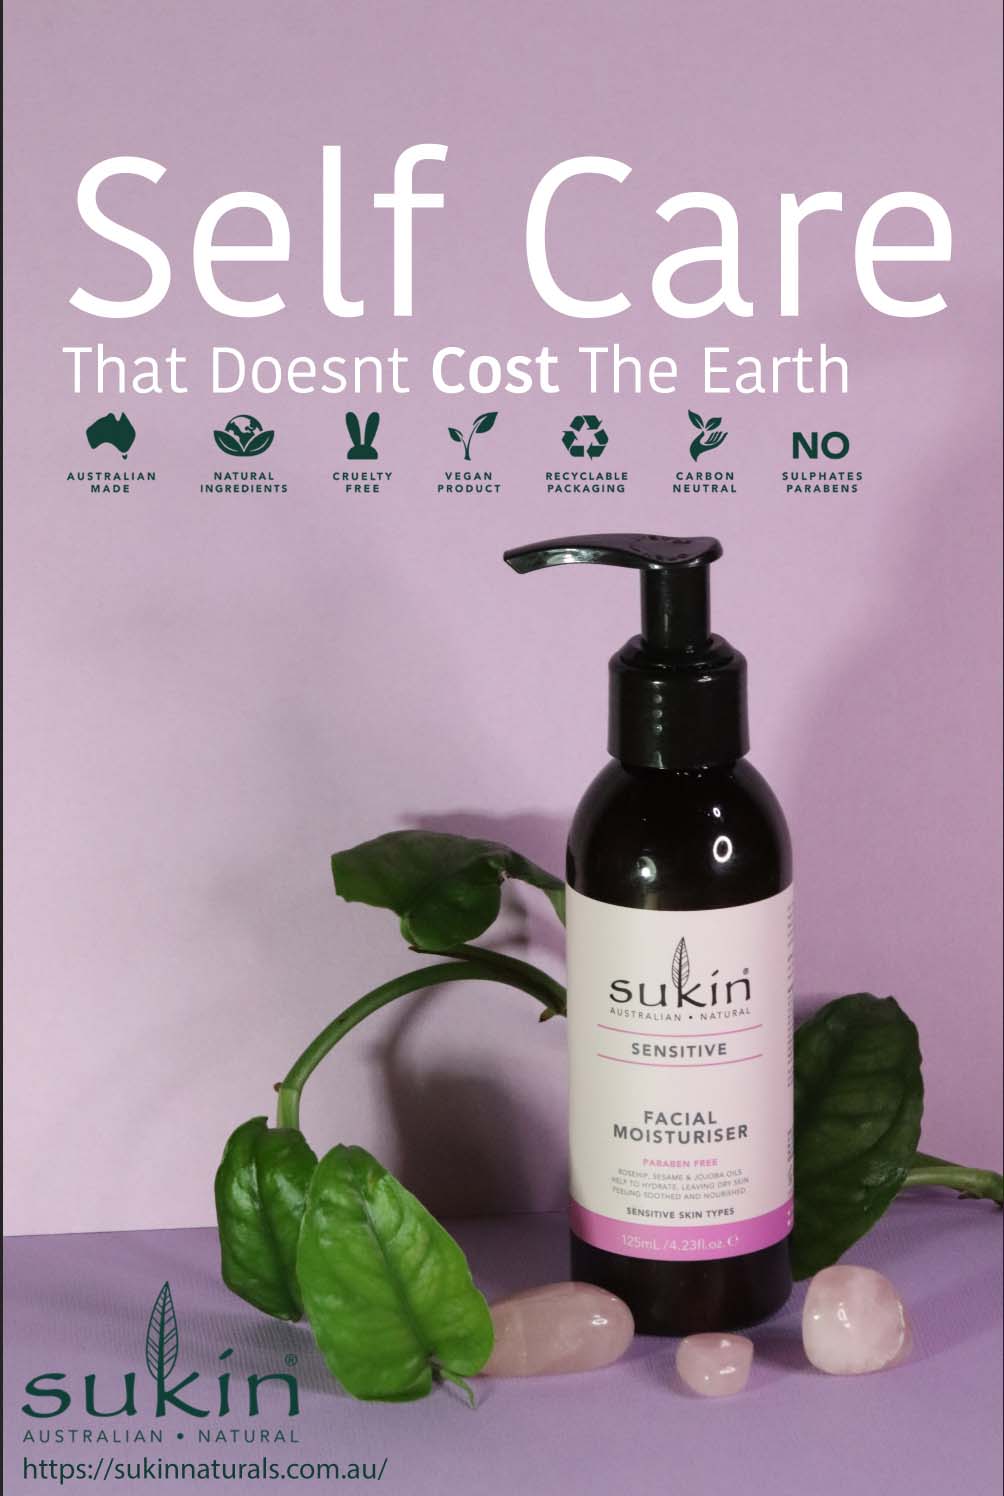 Self Care
That Doesnt Cost The Earth
AUSTRALIAN MADE
NATURAL INGREDIENTS
CRUELTY FREE
VEGAN PRODUCT
RECYCLABLE PACKAGING
CARBON NEUTRAL
NO SULPHATES PARABENS
sukin®
AUSTRALIAN • NATURAL
SENSITIVE
FACIAL
MOISTURISER
PARABEN FREE
ROSEHIP, SESAME & JOJOBA OILS
HELP TO HYDRATE, LEAVING DRY SKIN
FEELING SOOTHED AND NOURISHED
SENSITIVE SKIN TYPES
125mL / 4.23fl.oz. ℮
sukin®
AUSTRALIAN • NATURAL
https://sukinnaturals.com.au/